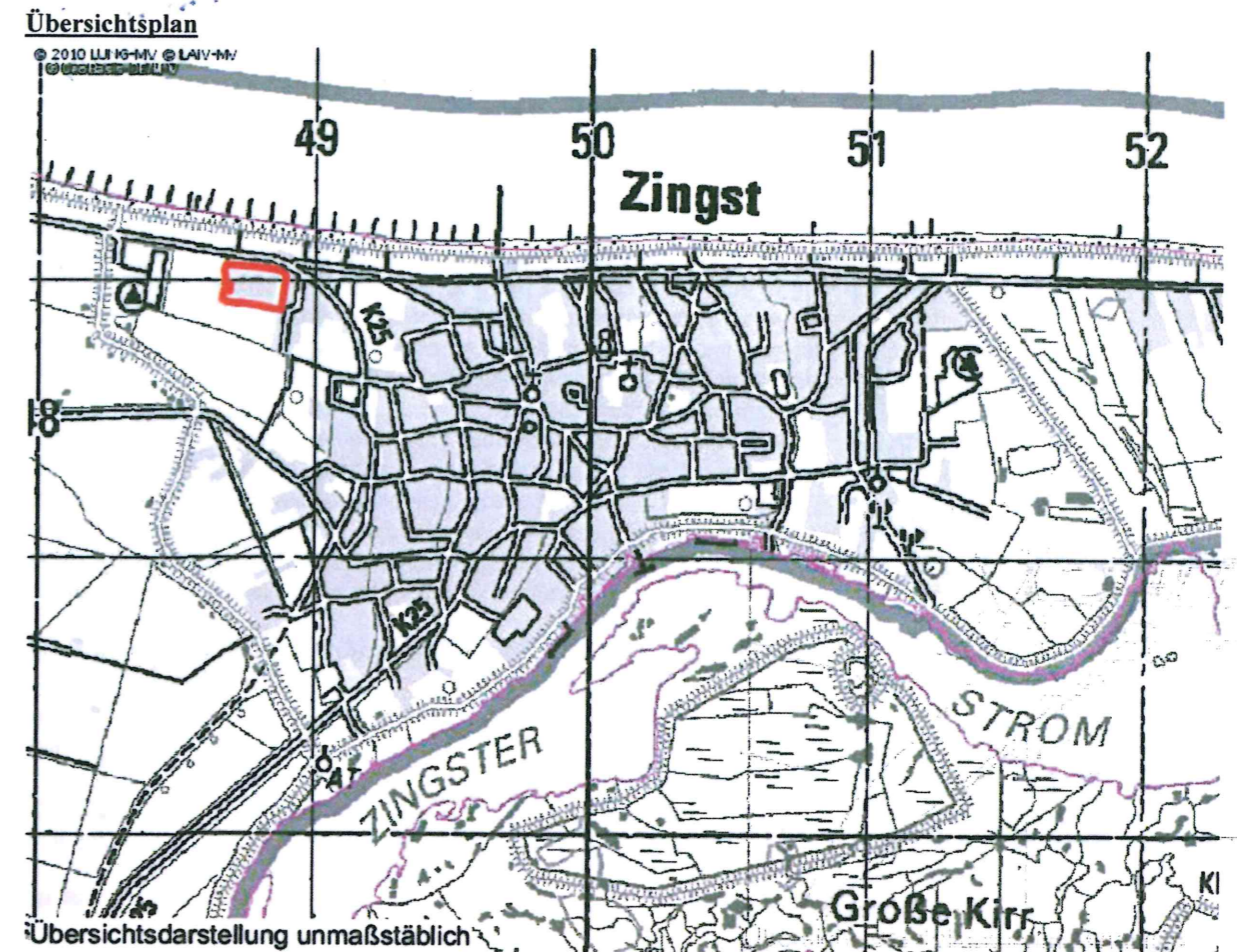 Übersichtsplan
© 2010 LUNG-MV © LAIV-MV
49
50
51
52
Zingst
K25
8
K25
STROM
ZINGSTER
Große Kirr
Übersichtsdarstellung unmaßstäblich